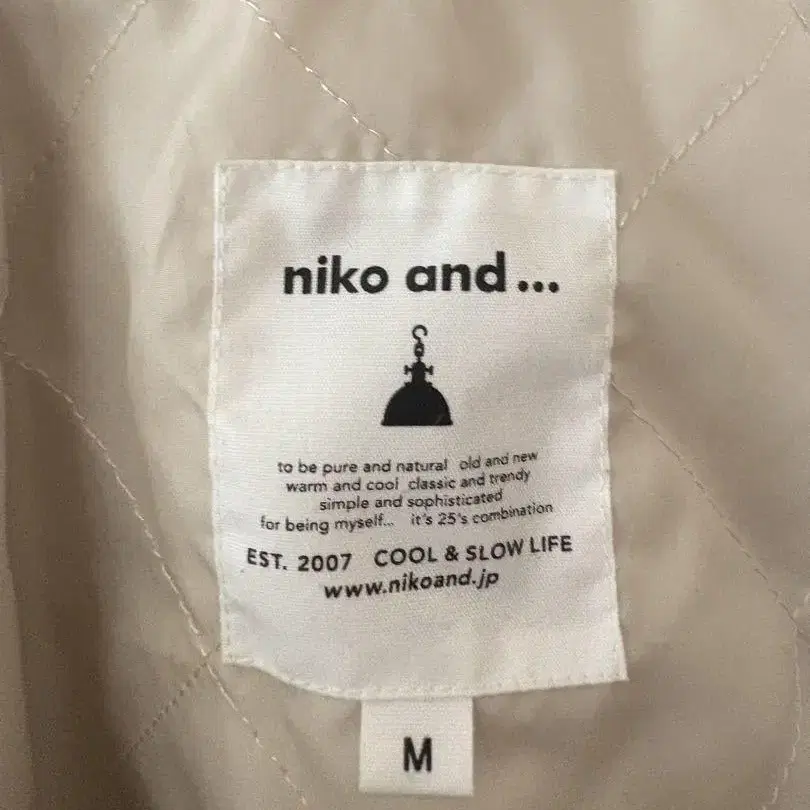 niko and...
to be pure and natural old and new
warm and cool classic and trendy
simple and sophisticated
for being myself... it's 25's combination
EST. 2007 COOL & SLOW LIFE
www.nikoand.jp
M